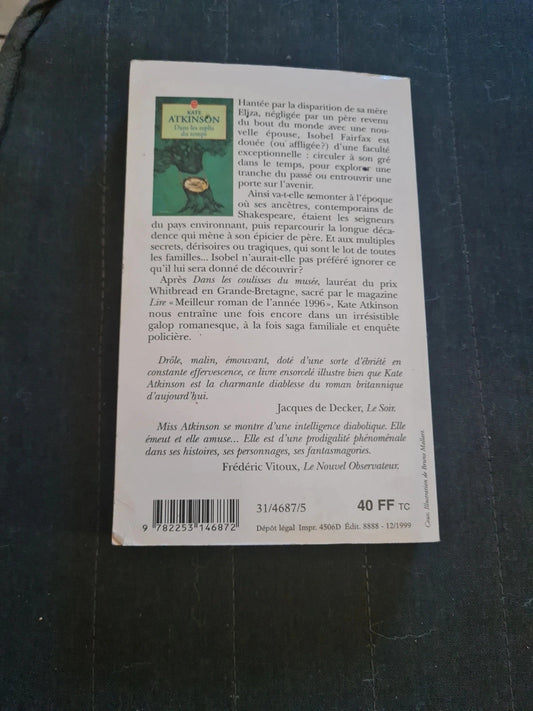 KATE
ATKINSON
Dans les replis
du temps
Hantée par la disparition de sa mère
Eliza, négligée par un père revenu
du bout du monde avec une nou-
velle épouse, Isobel Fairfax est
douée (ou affligée?) d'une faculté
exceptionnelle : circuler à son gré
dans le temps, pour explorer une
tranche du passé ou entrouvrir une
porte sur l'avenir.
Ainsi va-t-elle remonter à l'époque
où ses ancêtres, contemporains de
Shakespeare, étaient les seigneurs
du pays environnant, puis reparcourir la longue déca-
dence qui mène à son épicier de père. Et aux multiples
secrets, dérisoires ou tragiques, qui sont le lot de toutes
les familles... Isobel n'aurait-elle pas préféré ignorer ce
qu'il lui sera donné de découvrir?
Après Dans les coulisses du musée, lauréat du prix
Whitbread en Grande-Bretagne, sacré par le magazine
Lire « Meilleur roman de l'année 1996 », Kate Atkinson
nous entraîne une fois encore dans un irrésistible
galop romanesque, à la fois saga familiale et enquête
policière.
Drôle, malin, émouvant, doté d'une sorte d'ébriété en
constante effervescence, ce livre ensorcelé illustre bien que Kate
Atkinson est la charmante diablesse du roman britannique
d'aujourd'hui.
Jacques de Decker, Le Soir.
Miss Atkinson se montre d'une intelligence diabolique. Elle
émeut et elle amuse... Elle est d'une prodigalité phénoménale
dans ses histoires, ses personnages, ses fantasmagories.
Frédéric Vitoux, Le Nouvel Observateur.
Couv. Illustration de Bruno Mallart.
9 782253 146872
31/4687/5
40 FF TC
Dépôt légal Impr. 4506D Édit. 8888 - 12/1999